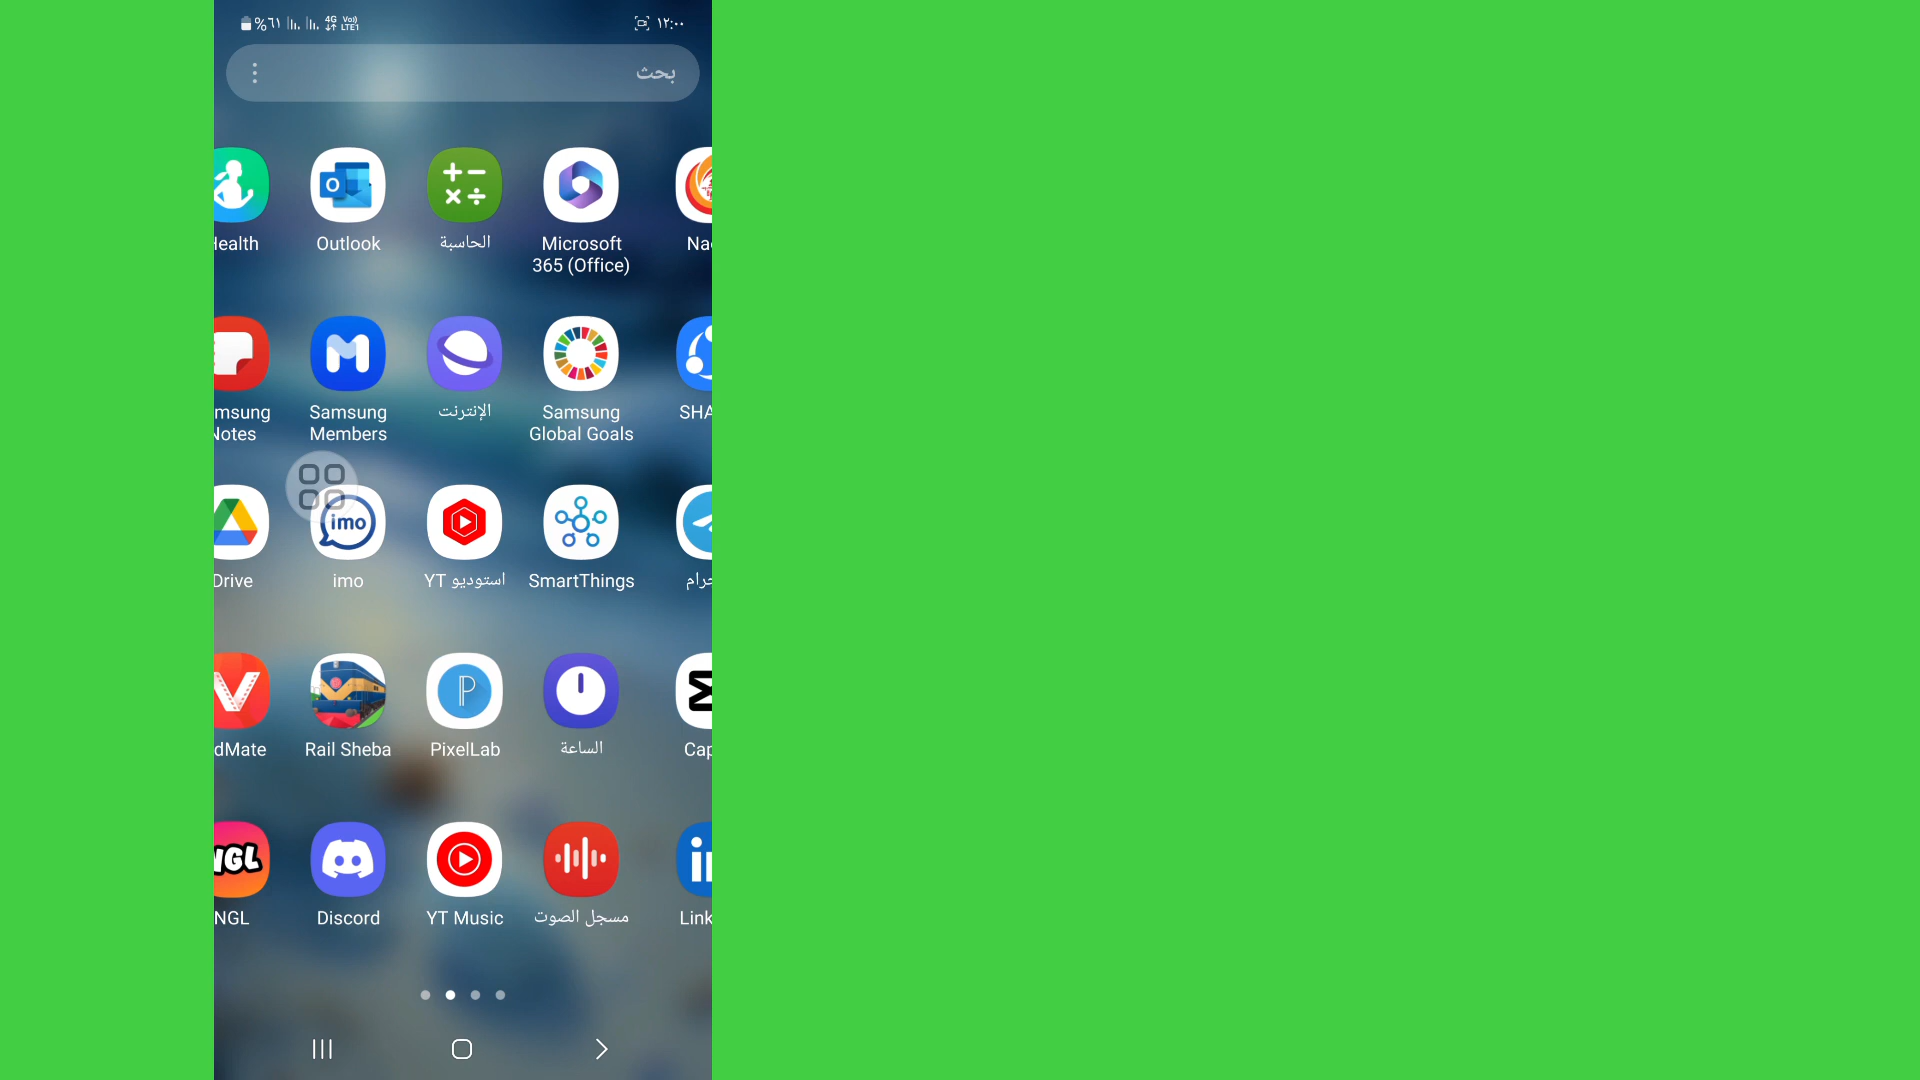 %٦١ 4G Vo) LTE1 ١٢:٠٠
بحث
Health Outlook الحاسبة Microsoft 365 (Office) Na
msung Notes Samsung Members الإنترنت Samsung Global Goals SHA
Drive imo استوديو YT SmartThings جرام
dMate Rail Sheba PixelLab الساعة Cap
NGL Discord YT Music مسجل الصوت Link